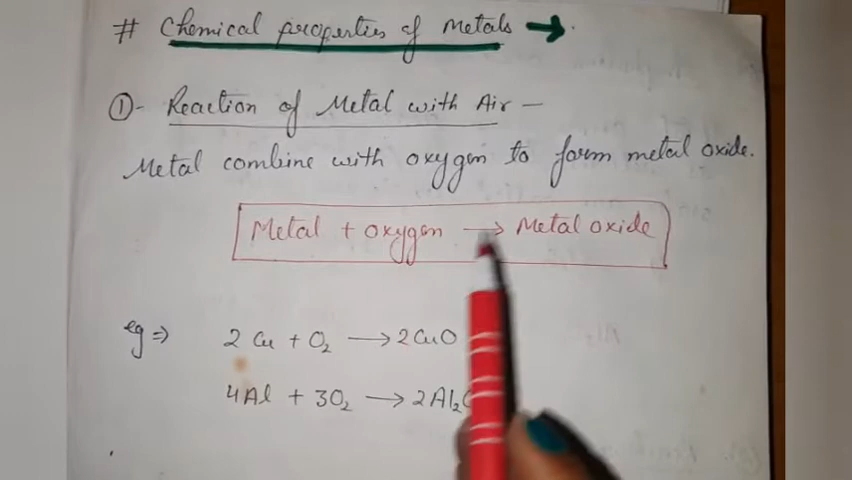 # Chemical properties of Metals →
①- Reaction of Metal with Air -
Metal combine with oxygen to form metal oxide.
Metal + oxygen → Metal oxide
eg ⇒ 2 Cu + O₂ → 2CuO
4Al + 3O₂ → 2Al₂